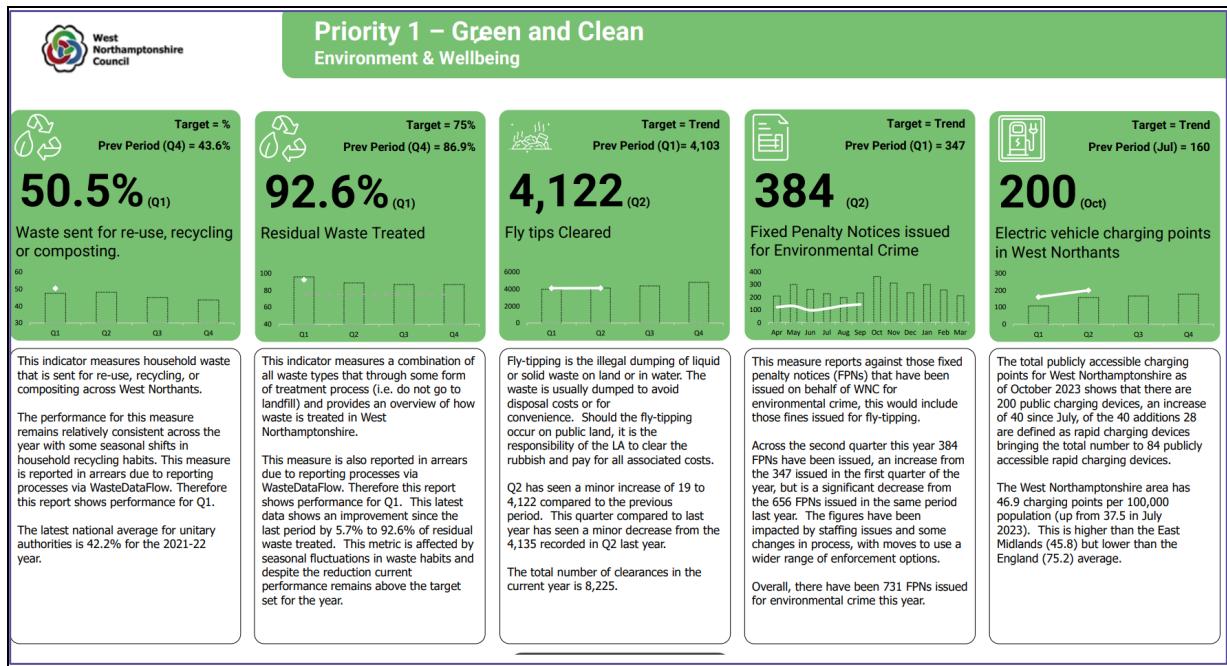 West
Northamptonshire
Council
Priority 1 – Green and Clean
Environment & Wellbeing
Target = %
Prev Period (Q4) = 43.6%
50.5% (Q1)
Waste sent for re-use, recycling
or composting.
60
50
40
30
Q1 Q2 Q3 Q4
This indicator measures household waste
that is sent for re-use, recycling, or
compositing across West Northants.
The performance for this measure
remains relatively consistent across the
year with some seasonal shifts in
household recycling habits. This measure
is reported in arrears due to reporting
processes via WasteDataFlow. Therefore
this report shows performance for Q1.
The latest national average for unitary
authorities is 42.2% for the 2021-22
year.
Target = 75%
Prev Period (Q4) = 86.9%
92.6% (Q1)
Residual Waste Treated
100
80
60
40
Q1 Q2 Q3 Q4
This indicator measures a combination of
all waste types that through some form
of treatment process (i.e. do not go to
landfill) and provides an overview of how
waste is treated in West
Northamptonshire.
This measure is also reported in arrears
due to reporting processes via
WasteDataFlow. Therefore this report
shows performance for Q1. This latest
data shows an improvement since the
last period by 5.7% to 92.6% of residual
waste treated. This metric is affected by
seasonal fluctuations in waste habits and
despite the reduction current
performance remains above the target
set for the year.
Target = Trend
Prev Period (Q1)= 4,103
4,122 (Q2)
Fly tips Cleared
6000
4000
2000
0
Q1 Q2 Q3 Q4
Fly-tipping is the illegal dumping of liquid
or solid waste on land or in water. The
waste is usually dumped to avoid
disposal costs or for
convenience. Should the fly-tipping
occur on public land, it is the
responsibility of the LA to clear the
rubbish and pay for all associated costs.
Q2 has seen a minor increase of 19 to
4,122 compared to the previous
period. This quarter compared to last
year has seen a minor decrease from the
4,135 recorded in Q2 last year.
The total number of clearances in the
current year is 8,225.
Target = Trend
Prev Period (Q1) = 347
384 (Q2)
Fixed Penalty Notices issued
for Environmental Crime
400
300
200
100
0
Apr May Jun Jul Aug Sep Oct Nov Dec Jan Feb Mar
This measure reports against those fixed
penalty notices (FPNs) that have been
issued on behalf of WNC for
environmental crime, this would include
those fines issued for fly-tipping.
Across the second quarter this year 384
FPNs have been issued, an increase from
the 347 issued in the first quarter of the
year, but is a significant decrease from
the 656 FPNs issued in the same period
last year. The figures have been
impacted by staffing issues and some
changes in process, with moves to use a
wider range of enforcement options.
Overall, there have been 731 FPNs issued
for environmental crime this year.
Target = Trend
Prev Period (Jul) = 160
200 (Oct)
Electric vehicle charging points
in West Northants
300
200
100
0
Q1 Q2 Q3 Q4
The total publicly accessible charging
points for West Northamptonshire as
of October 2023 shows that there are
200 public charging devices, an increase
of 40 since July, of the 40 additions 28
are defined as rapid charging devices
bringing the total number to 84 publicly
accessible rapid charging devices.
The West Northamptonshire area has
46.9 charging points per 100,000
population (up from 37.5 in July
2023). This is higher than the East
Midlands (45.8) but lower than the
England (75.2) average.